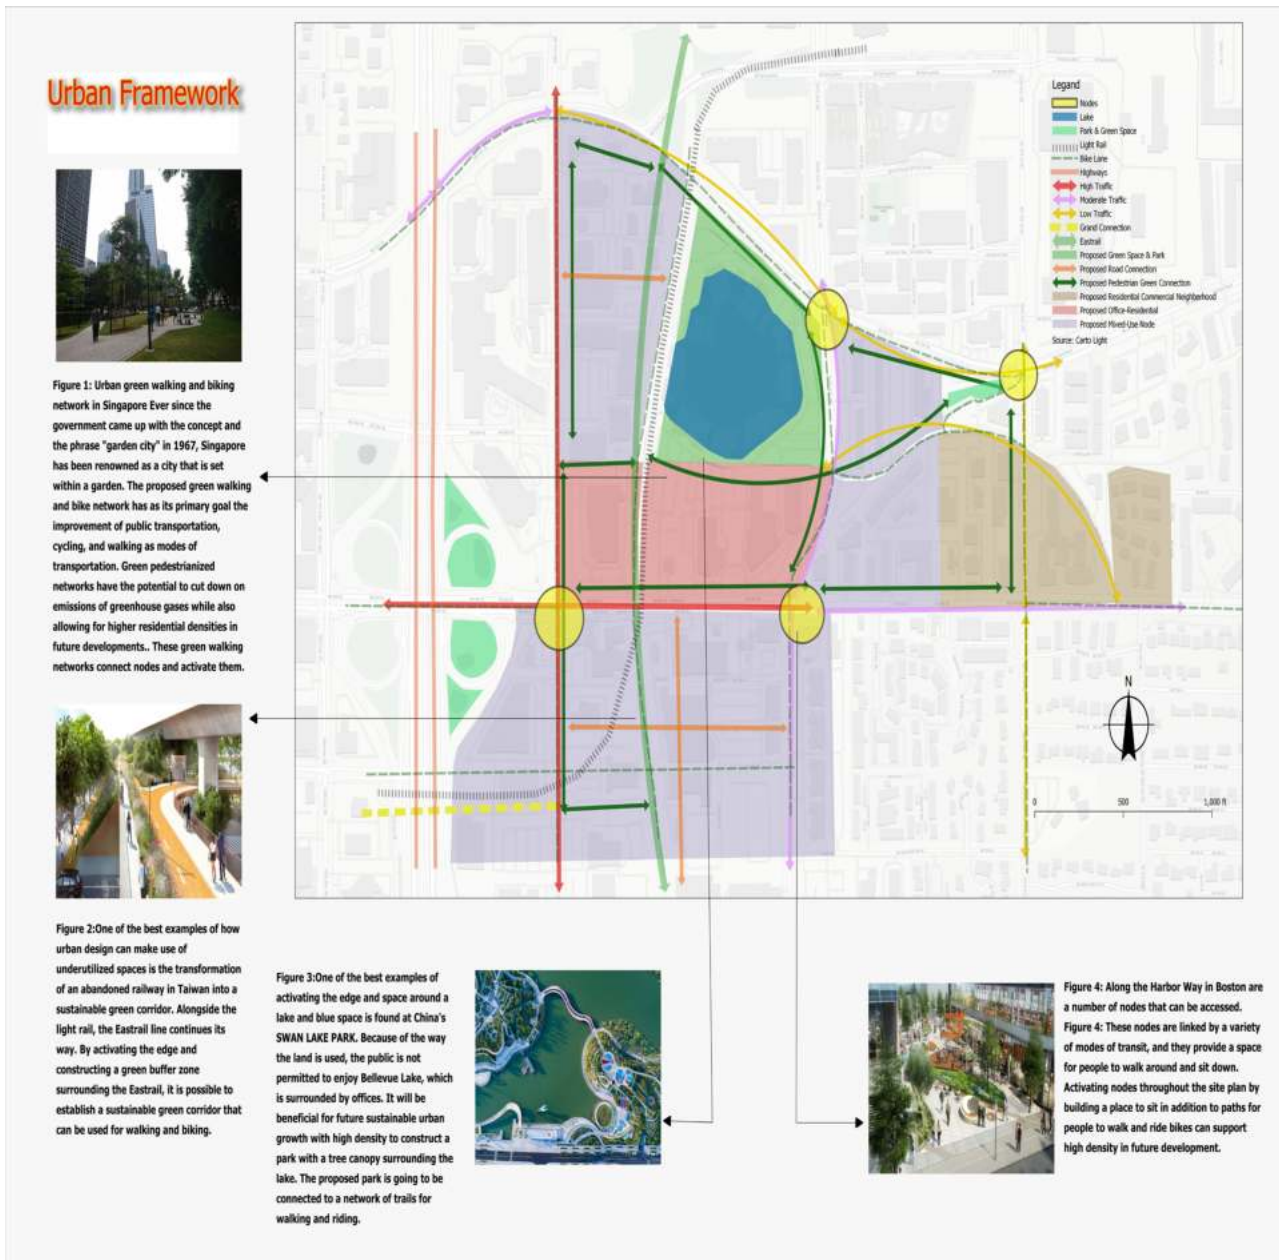 Urban Framework
Legand
Nodes
Lake
Park & Green Space
Light Rail
Bike Lane
Highways
High Traffic
Moderate Traffic
Low Traffic
Grand Connection
Eastrail
Proposed Green Space & Park
Proposed Road Connection
Proposed Pedestrian Green Connection
Proposed Residential Commercial Neighborhood
Proposed Office-Residential
Proposed Mixed-Use Node
Source: Carto Light
N
0 500 1,000 ft
Figure 1: Urban green walking and biking
network in Singapore Ever since the
government came up with the concept and
the phrase "garden city" in 1967, Singapore
has been renowned as a city that is set
within a garden. The proposed green walking
and bike network has as its primary goal the
improvement of public transportation,
cycling, and walking as modes of
transportation. Green pedestrianized
networks have the potential to cut down on
emissions of greenhouse gases while also
allowing for higher residential densities in
future developments.. These green walking
networks connect nodes and activate them.
Figure 2:One of the best examples of how
urban design can make use of
underutilized spaces is the transformation
of an abandoned railway in Taiwan into a
sustainable green corridor. Alongside the
light rail, the Eastrail line continues its
way. By activating the edge and
constructing a green buffer zone
surrounding the Eastrail, it is possible to
establish a sustainable green corridor that
can be used for walking and biking.
Figure 3:One of the best examples of
activating the edge and space around a
lake and blue space is found at China's
SWAN LAKE PARK. Because of the way
the land is used, the public is not
permitted to enjoy Bellevue Lake, which
is surrounded by offices. It will be
beneficial for future sustainable urban
growth with high density to construct a
park with a tree canopy surrounding the
lake. The proposed park is going to be
connected to a network of trails for
walking and riding.
Figure 4: Along the Harbor Way in Boston are
a number of nodes that can be accessed.
Figure 4: These nodes are linked by a variety
of modes of transit, and they provide a space
for people to walk around and sit down.
Activating nodes throughout the site plan by
building a place to sit in addition to paths for
people to walk and ride bikes can support
high density in future development.